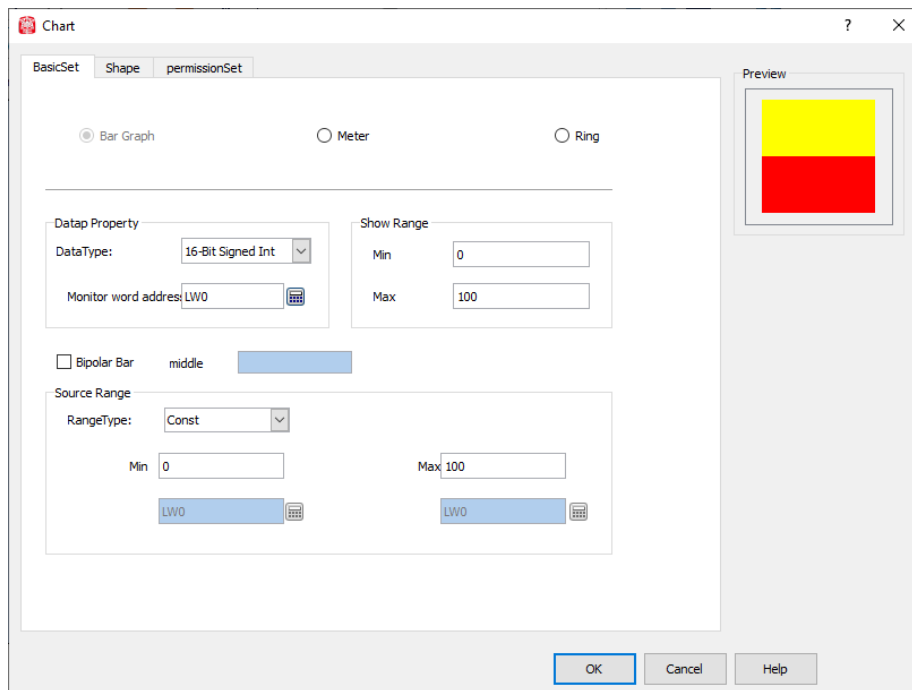 Chart
?
BasicSet Shape permissionSet
Preview
Bar Graph Meter Ring
Datap Property Show Range
DataType: 16-Bit Signed Int Min 0
Monitor word addres LW0 Max 100
Bipolar Bar middle
Source Range
RangeType: Const
Min 0 Max 100
LW0 LW0
OK Cancel Help